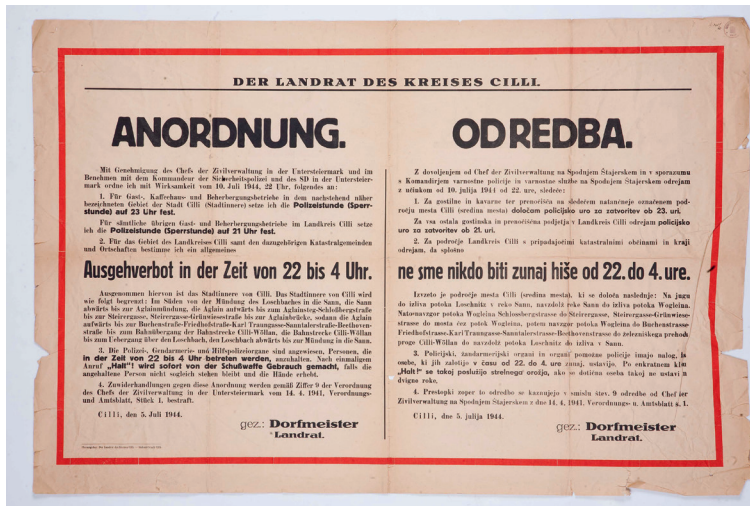 DER LANDRAT DES KREISES CILLI.
ANORDNUNG.
Mit Genehmigung des Chefs der Zivilverwaltung in der Untersteiermark und im
Benehmen mit dem Kommandeur der Sicherheitspolizei und des SD in der Untersteier-
mark ordne ich mit Wirksamkeit vom 10. Juli 1944, 22 Uhr, folgendes an:
1. Für Gast-, Kaffeehaus- und Beherbergungsbetriebe in dem nachstehend näher
bezeichneten Gebiet der Stadt Cilli (Stadtinnere) setze ich die Polizeistunde (Sperr-
stunde) auf 23 Uhr fest.
Für sämtliche übrigen Gast- und Beherbergungsbetriebe im Landkreis Cilli setze
ich die Polizeistunde (Sperrstunde) auf 21 Uhr fest.
2. Für das Gebiet des Landkreises Cilli samt den dazugehörigen Katastralgemeinden
und Ortschaften bestimme ich ein allgemeines
Ausgehverbot in der Zeit von 22 bis 4 Uhr.
Ausgenommen hiervon ist das Stadtinnere von Cilli. Das Stadtinnere von Cilli wird
wie folgt begrenzt: Im Süden von der Mündung des Loschbaches in die Sann, die Sann
abwärts bis zur Aglainmündung, die Aglain aufwärts bis zum Aglainsteg-Schloßbergstraße
bis zur Steirergasse, Steirergasse-Grünwiesestraße bis zur Aglainbrücke, sodann die Aglain
aufwärts bis zur Buchenstraße-Friedhofstraße-Karl Traungasse-Sanntalerstraße-Beethoven-
straße bis zum Bahnübergang der Bahnstrecke Cilli-Wöllan, die Bahnstrecke Cilli-Wöllan
bis zum Uebergang über den Loschbach, den Loschbach abwärts bis zur Mündung in die Sann.
3. Die Polizei-, Gendarmerie- und Hilfspolizeiorgane sind angewiesen, Personen, die
in der Zeit von 22 bis 4 Uhr betreten werden, anzuhalten. Nach einmaligem
Anruf „Halt"! wird sofort von der Schußwaffe Gebrauch gemacht, falls die
angehaltene Person nicht sogleich stehen bleibt und die Hände erhebt.
4. Zuwiderhandlungen gegen diese Anordnung werden gemäß Ziffer 9 der Verordnung
des Chefs der Zivilverwaltung in der Untersteiermark vom 14. 4. 1941, Verordnungs-
und Amtsblatt, Stück 1, bestraft.
Cilli, den 5. Juli 1944.
gez.: Dorfmeister
Landrat.
ODREDBA.
Z dovoljenjem od Chef der Zivilverwaltung na Spodnjem Štajerskem in v sporazumu
s Komandirjem varnostne policije in varnostne službe na Spodnjem Štajerskem odrejam
z učinkom od 10. julija 1944 od 22. ure, sledeče:
1. Za gostilne in kavarne ter prenočišča na sledečem natančneje označenem pod-
ročju mesta Cilli (sredina mesta) določam policijsko uro za zatvoritev ob 23. uri.
Za vsa ostala gostinska in prenočiščna podjetja v Landkreis Cilli odrejam policijsko
uro za zatvoritev ob 21. uri.
2. Za področje Landkreis Cilli s pripadajočimi katastralnimi občinami in kraji
odrejam, da splošno
ne sme nikdo biti zunaj hiše od 22. do 4. ure.
Izvzeto je področje mesta Cilli (sredina mesta), ki se določa naslednje: Na jugu
do izliva potoka Loschnitz v reko Sann, navzdolž reke Sann do izliva potoka Wogleina.
Natonavzgor potoka Wogleina Schlossbergstrasse do Steirergasse, Steirergasse-Grünwiese-
strasse do mosta čez potok Wogleina, potem navzgor potoka Wogleina do Buchenstrasse-
Friedhofstrasse-Karl Traungasse-Sanntalerstrasse-Beethovenstrasse do železniškega prehoda
proge Cilli-Wöllan do navzdolž potoka Loschnitz do izliva v Sann.
3. Policijski, žandarmerijski organi in organi pomožne policije imajo nalog,
osebe, ki jih zalotijo v času od 22. do 4. ure zunaj, ustavijo. Po enkratnem klicu
„Halt"! se takoj poslužijo strelnega orožja, ako se dotična oseba takoj ne ustavi in
dvigne roke,
4. Prestopki zoper to odredbo se kaznujejo v smislu štev. 9 odredbe od Chef der
Zivilverwaltung na Spodnjem Štajerskem z dne 14. 4. 1941, Verordnungs- u. Amtsblatt š. 1.
Cilli, dne 5. julija 1944.
gez.: Dorfmeister
Landrat.